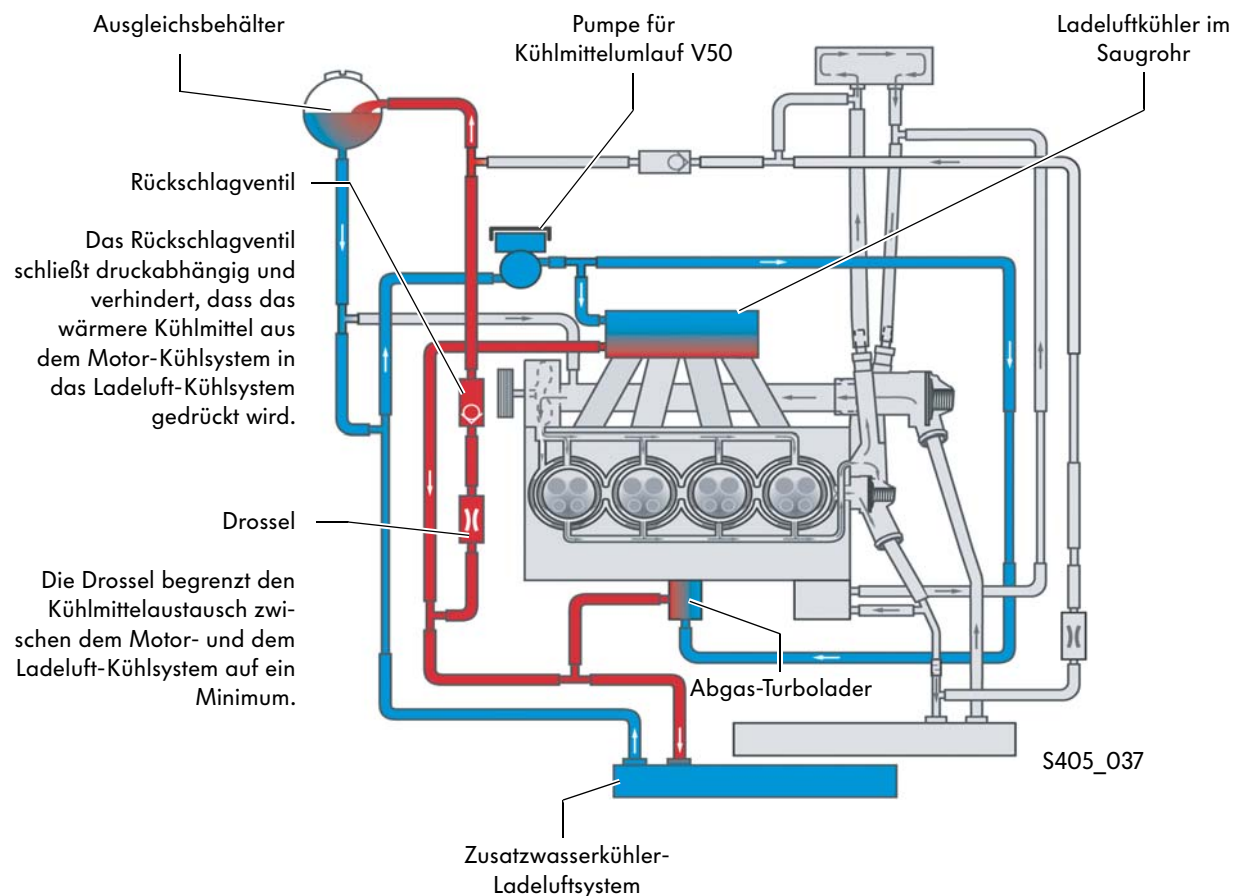 Ausgleichsbehälter
Pumpe für
Kühlmittelumlauf V50
Ladeluftkühler im
Saugrohr
Rückschlagventil
Das Rückschlagventil
schließt druckabhängig und
verhindert, dass das
wärmere Kühlmittel aus
dem Motor-Kühlsystem in
das Ladeluft-Kühlsystem
gedrückt wird.
Drossel
Die Drossel begrenzt den
Kühlmittelaustausch zwi-
schen dem Motor- und dem
Ladeluft-Kühlsystem auf ein
Minimum.
Abgas-Turbolader
S405_037
Zusatzwasserkühler-
Ladeluftsystem